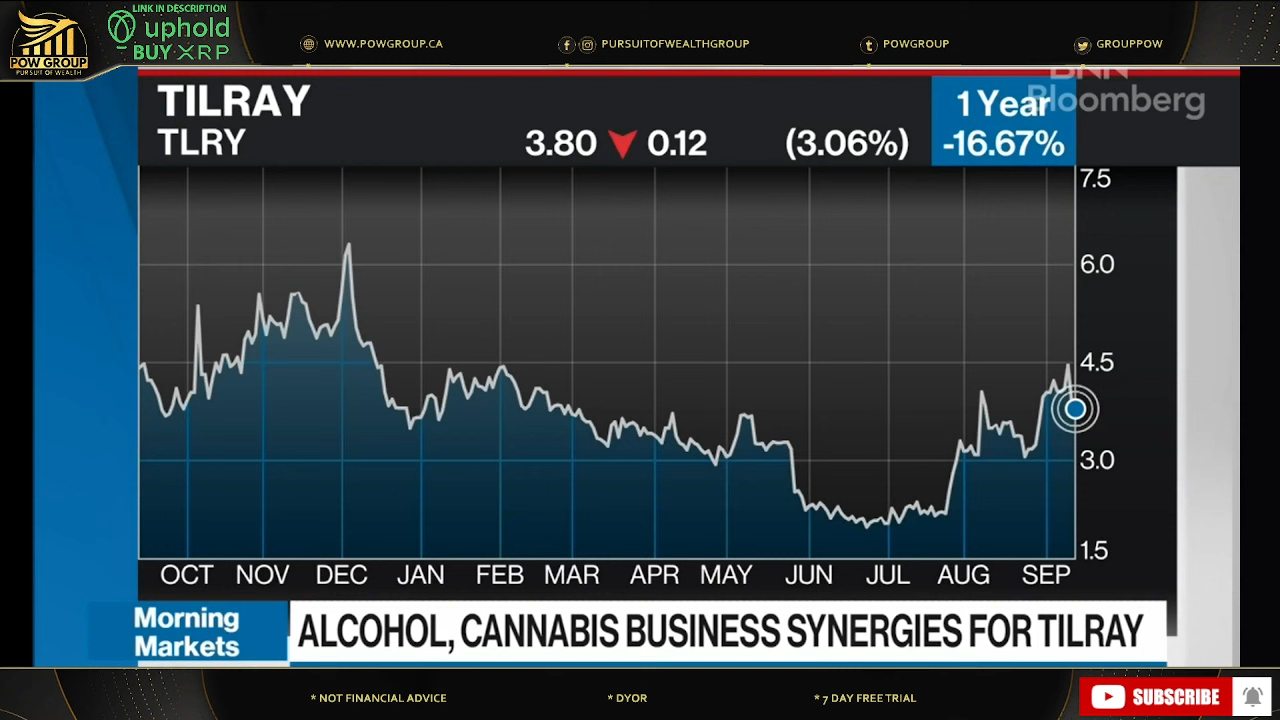 LINK IN DESCRIPTION
uphold
BUY XRP
POW GROUP
PURSUIT OF WEALTH
WWW.POWGROUP.CA
PURSUITOFWEALTHGROUP
POWGROUP
GROUPPOW
BNN
Bloomberg
TILRAY
TLRY
3.80 ▼ 0.12 (3.06%)
1 Year
-16.67%
7.5
6.0
4.5
3.0
1.5
OCT NOV DEC JAN FEB MAR APR MAY JUN JUL AUG SEP
Morning
Markets
ALCOHOL, CANNABIS BUSINESS SYNERGIES FOR TILRAY
* NOT FINANCIAL ADVICE
* DYOR
* 7 DAY FREE TRIAL
SUBSCRIBE